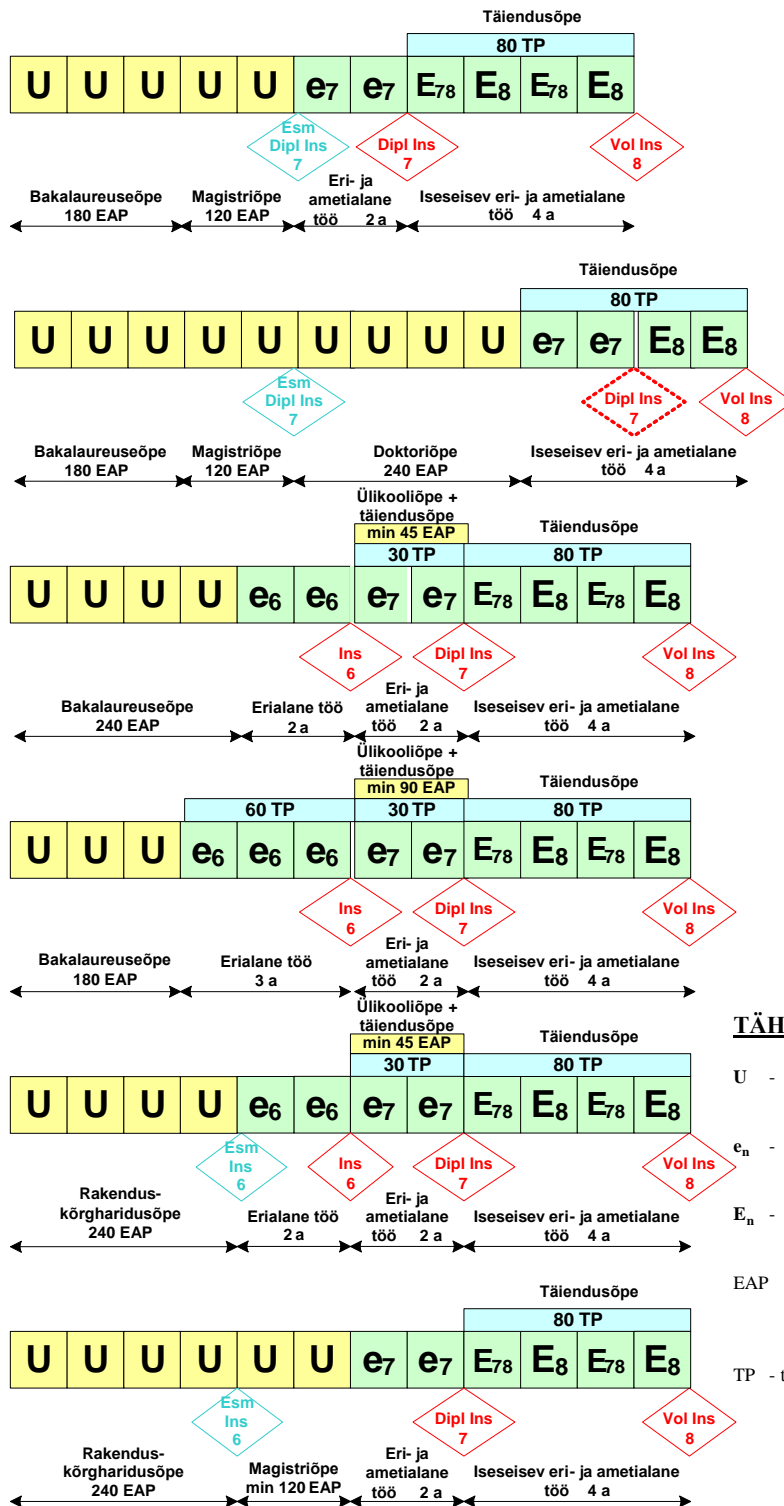 Täiendusõpe
80 TP
U U U U U e7 e7 E78 E8 E78 E8
Esm
Dipl Ins
7
Dipl Ins
7
Vol Ins
8
Bakalaureuseõpe
180 EAP
Magistriõpe
120 EAP
Eri- ja
ametialane
töö 2 a
Iseseisev eri- ja ametialane
töö 4 a
Täiendusõpe
80 TP
U U U U U U U U U e7 e7 E8 E8
Esm
Dipl Ins
7
Dipl Ins
7
Vol Ins
8
Bakalaureuseõpe
180 EAP
Magistriõpe
120 EAP
Doktoriõpe
240 EAP
Iseseisev eri- ja ametialane
töö 4 a
Ülikooliõpe +
täiendusõpe
min 45 EAP
30 TP
Täiendusõpe
80 TP
U U U U e6 e6 e7 e7 E78 E8 E78 E8
Ins
6
Dipl Ins
7
Vol Ins
8
Bakalaureuseõpe
240 EAP
Erialane töö
2 a
Eri- ja
ametialane
töö 2 a
Iseseisev eri- ja ametialane
töö 4 a
Ülikooliõpe +
täiendusõpe
min 90 EAP
60 TP
30 TP
Täiendusõpe
80 TP
U U U e6 e6 e6 e7 e7 E78 E8 E78 E8
Ins
6
Dipl Ins
7
Vol Ins
8
Bakalaureuseõpe
180 EAP
Erialane töö
3 a
Eri- ja
ametialane
töö 2 a
Iseseisev eri- ja ametialane
töö 4 a
Ülikooliõpe +
täiendusõpe
min 45 EAP
30 TP
Täiendusõpe
80 TP
U U U U e6 e6 e7 e7 E78 E8 E78 E8
Esm
Ins
6
Ins
6
Dipl Ins
7
Vol Ins
8
Rakendus-
kõrgharidusõpe
240 EAP
Erialane töö
2 a
Eri- ja
ametialane
töö 2 a
Iseseisev eri- ja ametialane
töö 4 a
Täiendusõpe
80 TP
U U U U U U e7 e7 E78 E8 E78 E8
Esm
Ins
6
Dipl Ins
7
Vol Ins
8
Rakendus-
kõrgharidusõpe
240 EAP
Magistriõpe
min 120 EAP
Eri- ja
ametialane
töö 2 a
Iseseisev eri- ja ametialane
töö 4 a
TÄH
U -
en -
En -
EAP
TP - t